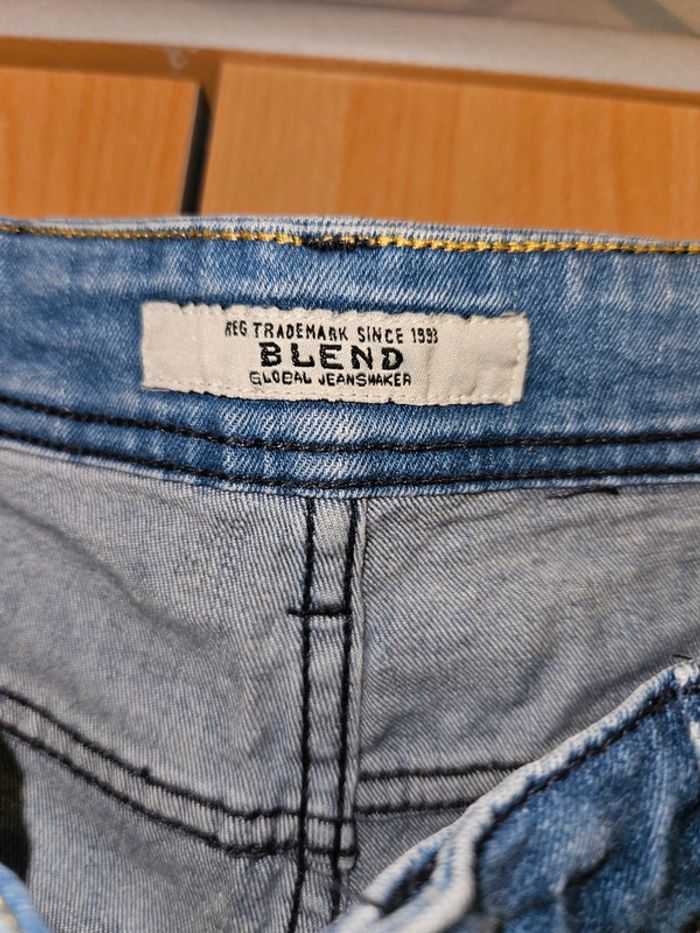 REG TRADEMARK SINCE 1993
BLEND
GLOBAL JEANSMAKER